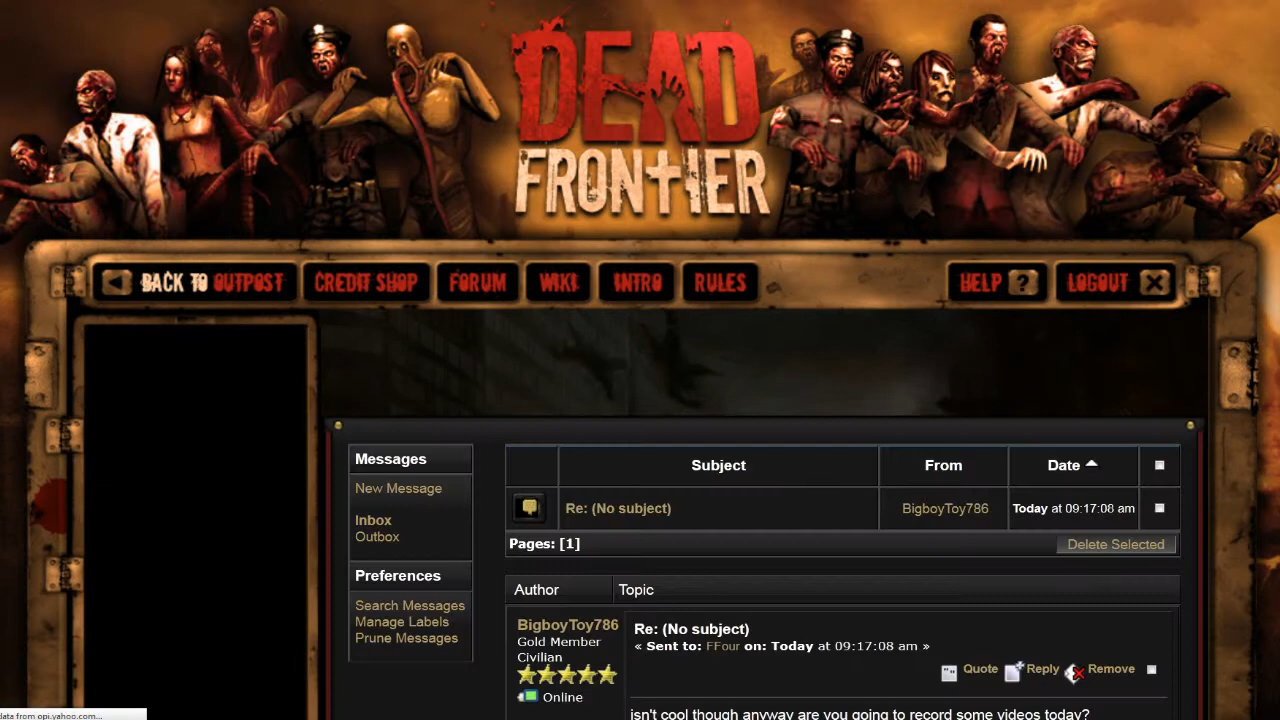 DEAD
FRONTIER
BACK TO OUTPOST CREDIT SHOP FORUM WIKI INTRO RULES HELP ? LOGOUT X
Messages
New Message
Inbox
Outbox
Preferences
Search Messages
Manage Labels
Prune Messages
Subject From Date
Re: (No subject) BigboyToy786 Today at 09:17:08 am
Pages: [1] Delete Selected
Author Topic
BigboyToy786
Gold Member
Civilian
Online
Re: (No subject)
« Sent to: FFour on: Today at 09:17:08 am »
Quote Reply Remove
isn't cool though anyway are you going to record some videos today?
data from opi.yahoo.com...